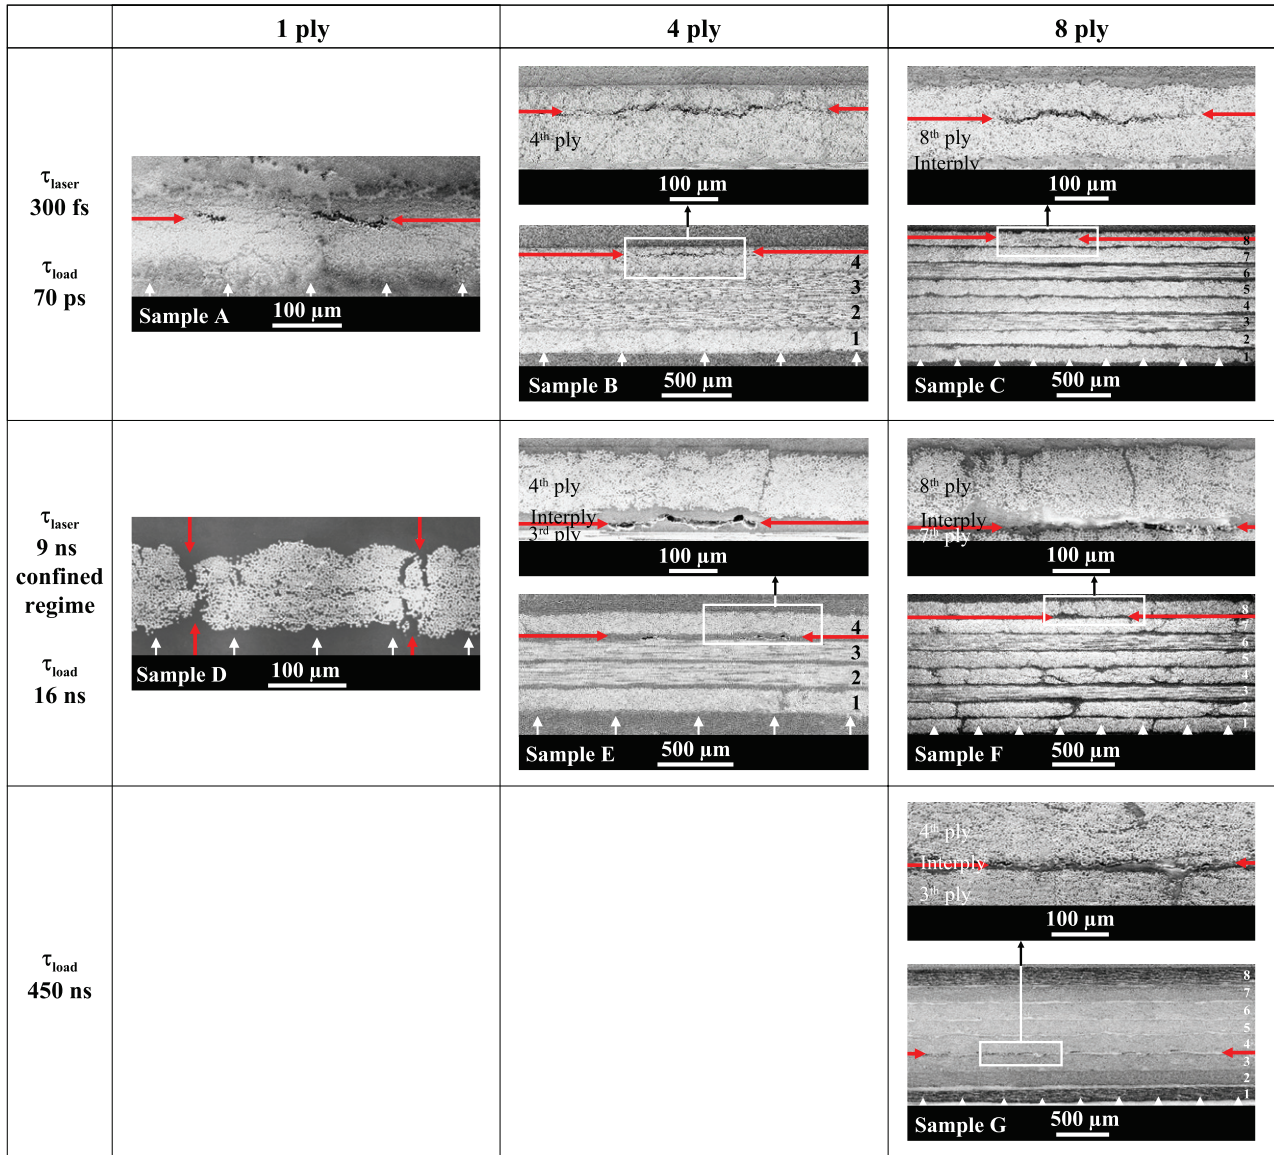 1 ply
4 ply
8 ply
τlaser
300 fs
τload
70 ps
Sample A
100 µm
4th ply
100 µm
4
3
2
1
Sample B
500 µm
8th ply
Interply
100 µm
8
7
6
5
4
3
2
1
Sample C
500 µm
τlaser
9 ns
confined
regime
τload
16 ns
Sample D
100 µm
4th ply
Interply
3rd ply
100 µm
4
3
2
1
Sample E
500 µm
8th ply
Interply
7th ply
100 µm
8
6
3
1
Sample F
500 µm
τload
450 ns
4th ply
Interply
3th ply
100 µm
8
7
6
5
4
3
2
1
Sample G
500 µm